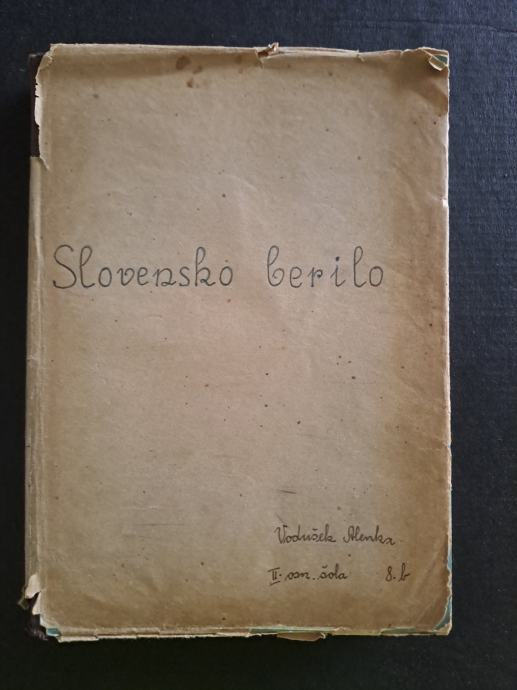 Slovensko berilo
Vodušek Alenka
II. osn. šola 8. b